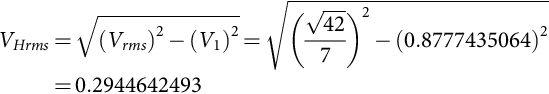 V_{Hrms} = \sqrt{(V_{rms})^2 - (V_1)^2} = \sqrt{\left(\frac{\sqrt{42}}{7}\right)^2 - (0.8777435064)^2}
= 0.2944642493